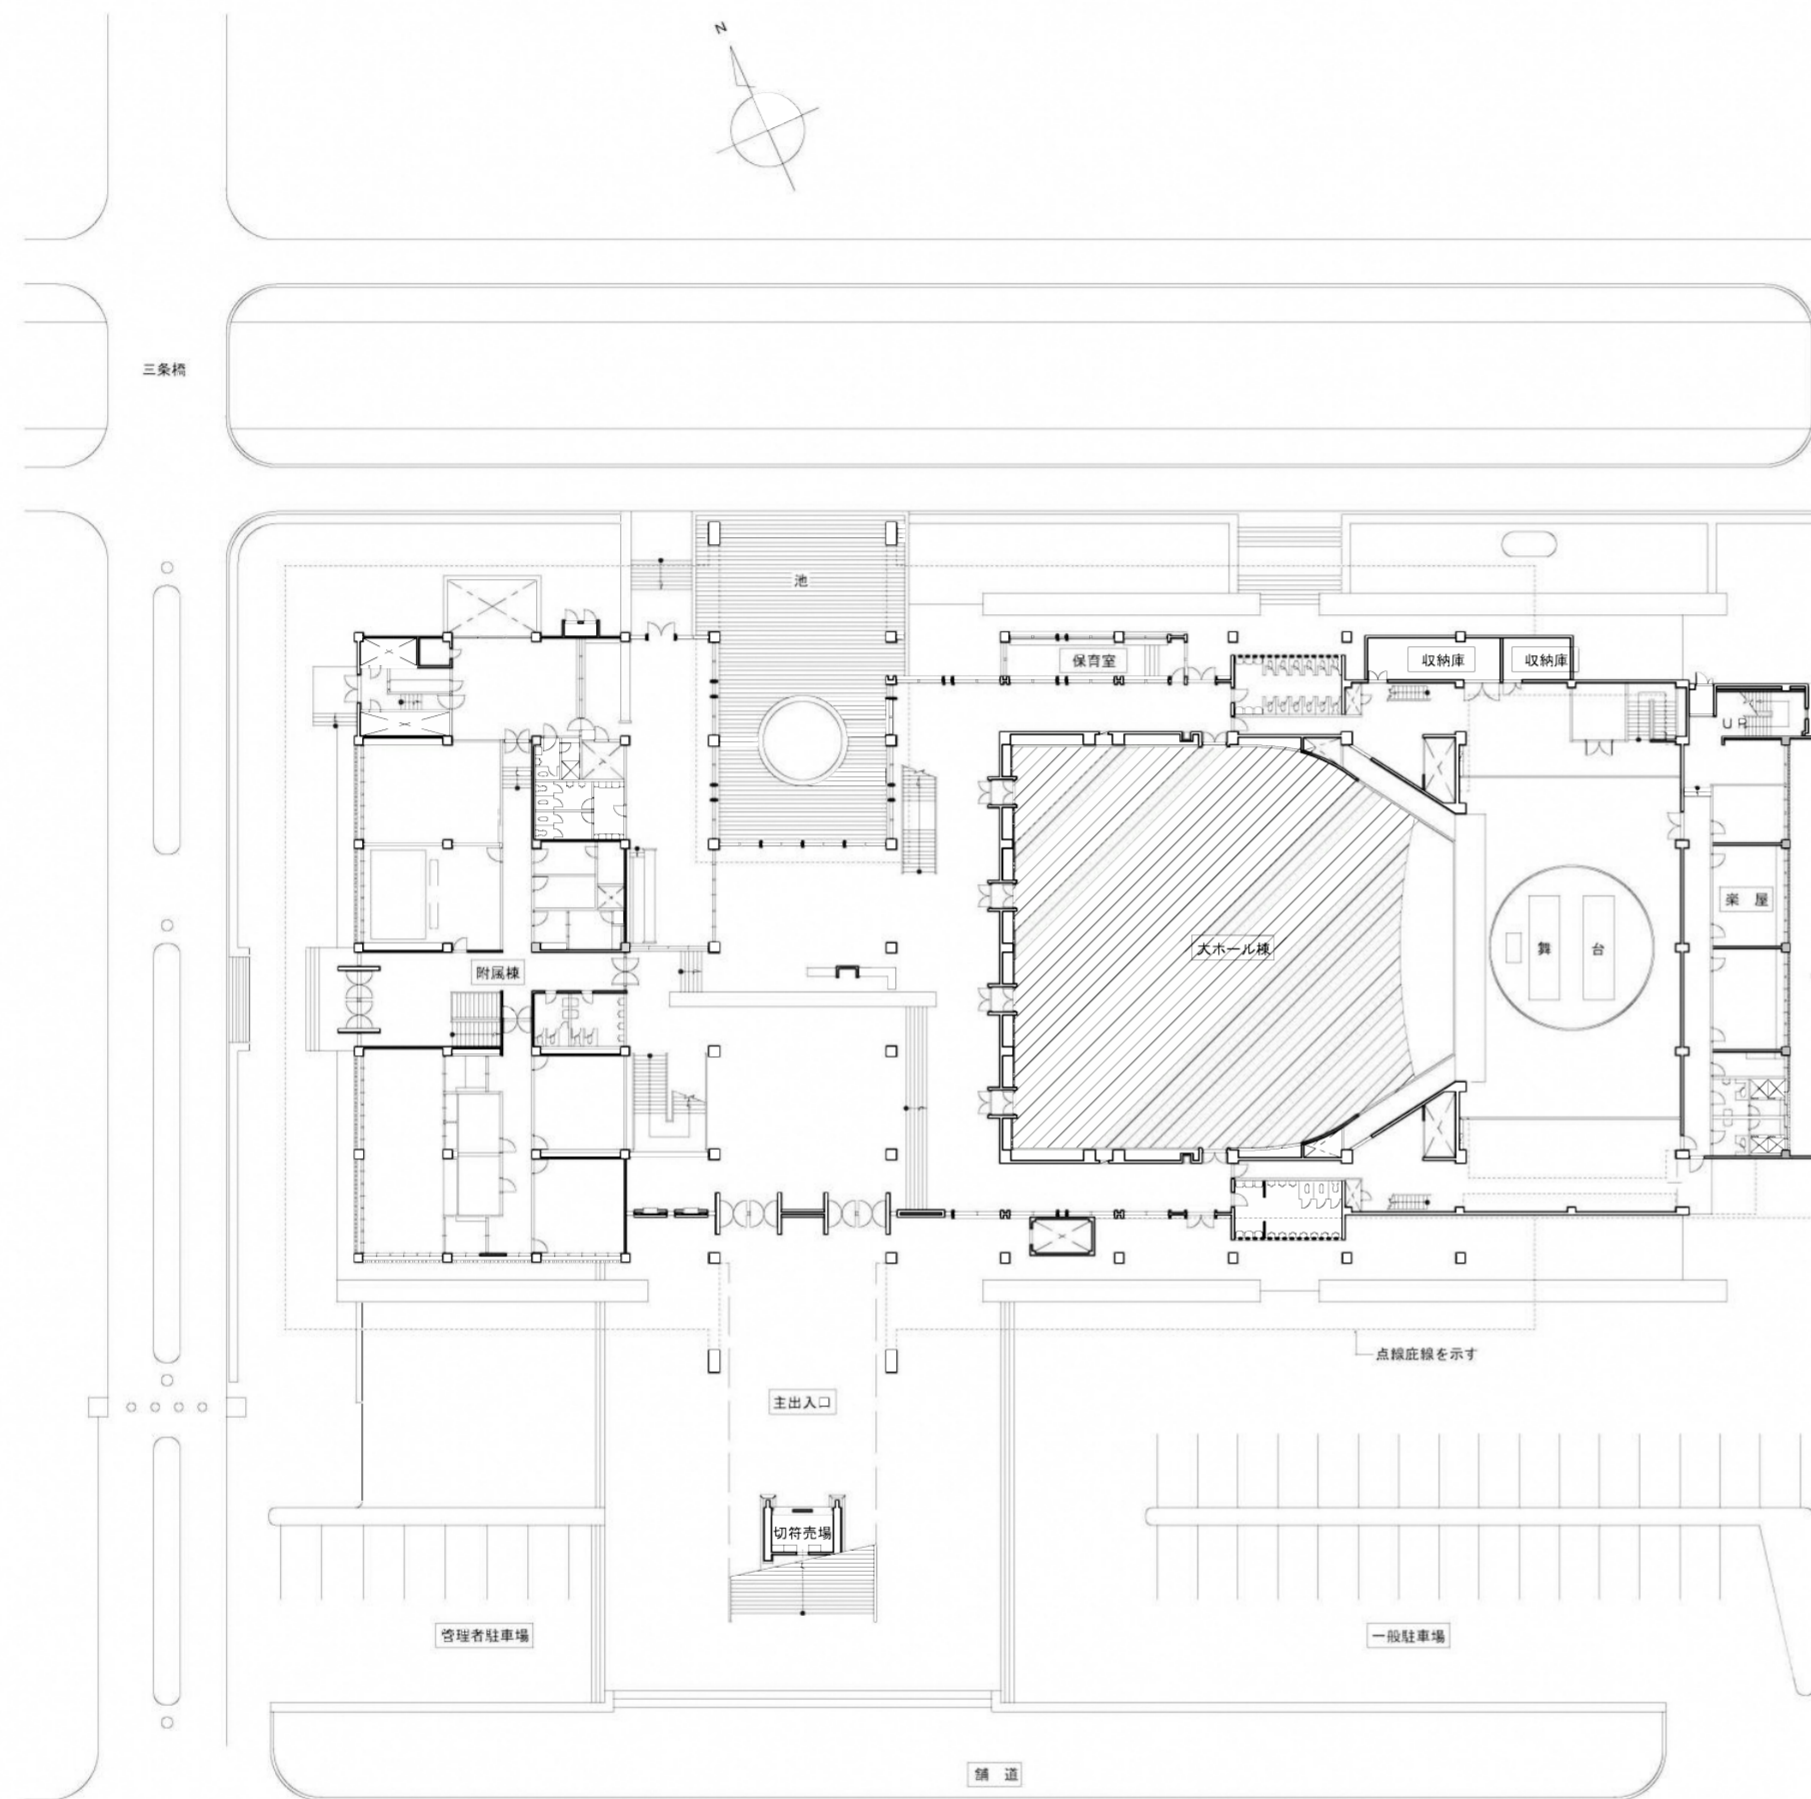 N
三条橋
池
保育室
収納庫
収納庫
UP
楽 屋
大ホール棟
舞 台
附属棟
点線庇線を示す
主出入口
切符売場
管理者駐車場
一般駐車場
舗 道